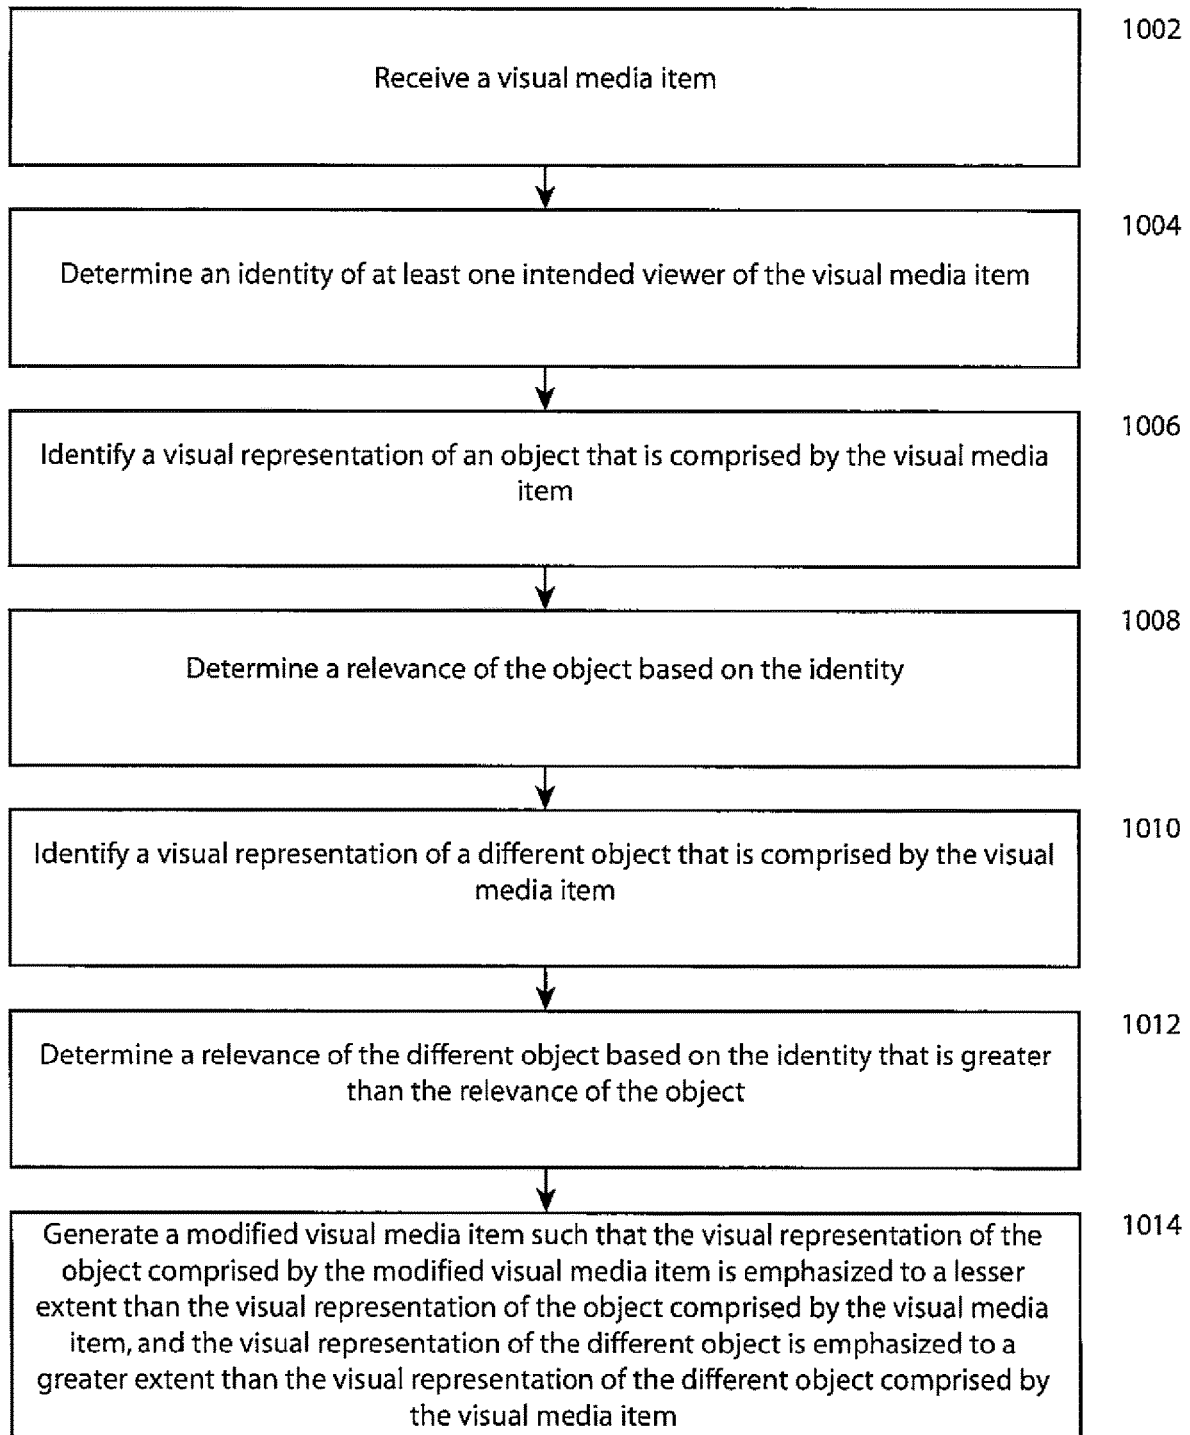 1002
Receive a visual media item
1004
Determine an identity of at least one intended viewer of the visual media item
1006
Identify a visual representation of an object that is comprised by the visual media
item
1008
Determine a relevance of the object based on the identity
1010
Identify a visual representation of a different object that is comprised by the visual
media item
1012
Determine a relevance of the different object based on the identity that is greater
than the relevance of the object
1014
Generate a modified visual media item such that the visual representation of the
object comprised by the modified visual media item is emphasized to a lesser
extent than the visual representation of the object comprised by the visual media
item, and the visual representation of the different object is emphasized to a
greater extent than the visual representation of the different object comprised by
the visual media item